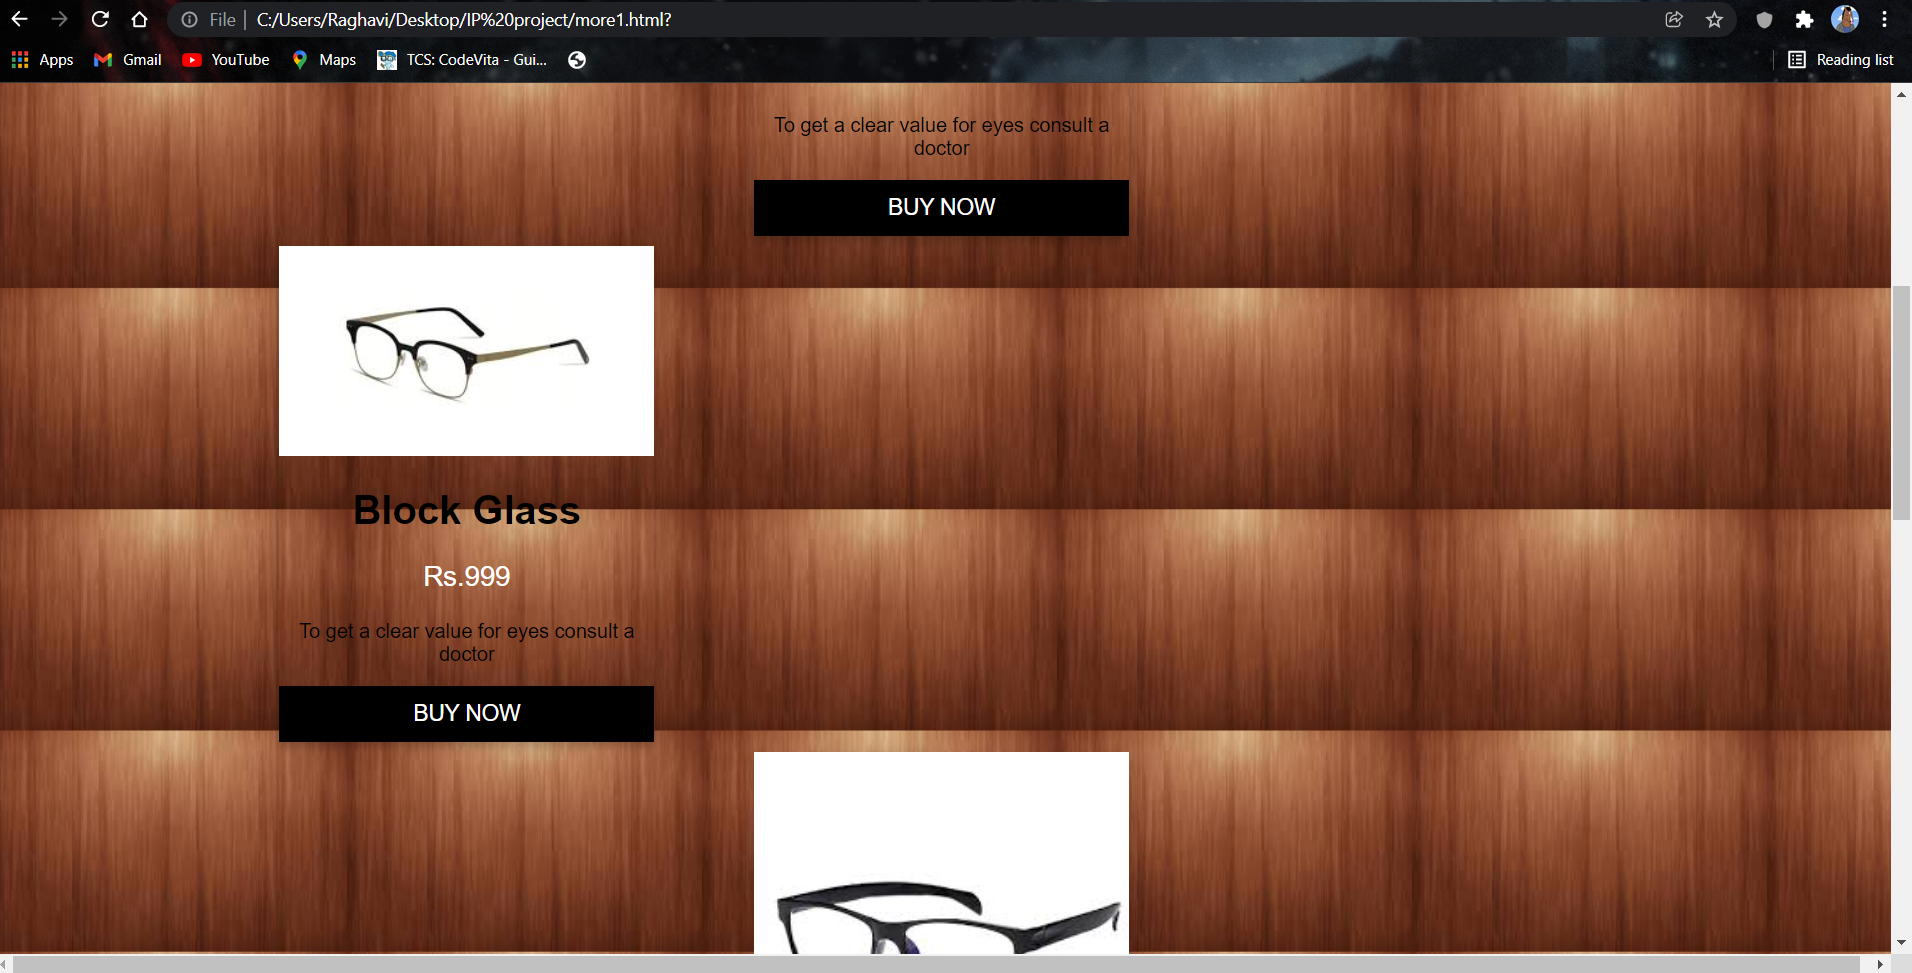 File
C:/Users/Raghavi/Desktop/IP%20project/more1.html?
Apps
Gmail
YouTube
Maps
TCS: CodeVita - Gui...
Reading list
To get a clear value for eyes consult a
doctor
BUY NOW
Block Glass
Rs.999
To get a clear value for eyes consult a
doctor
BUY NOW